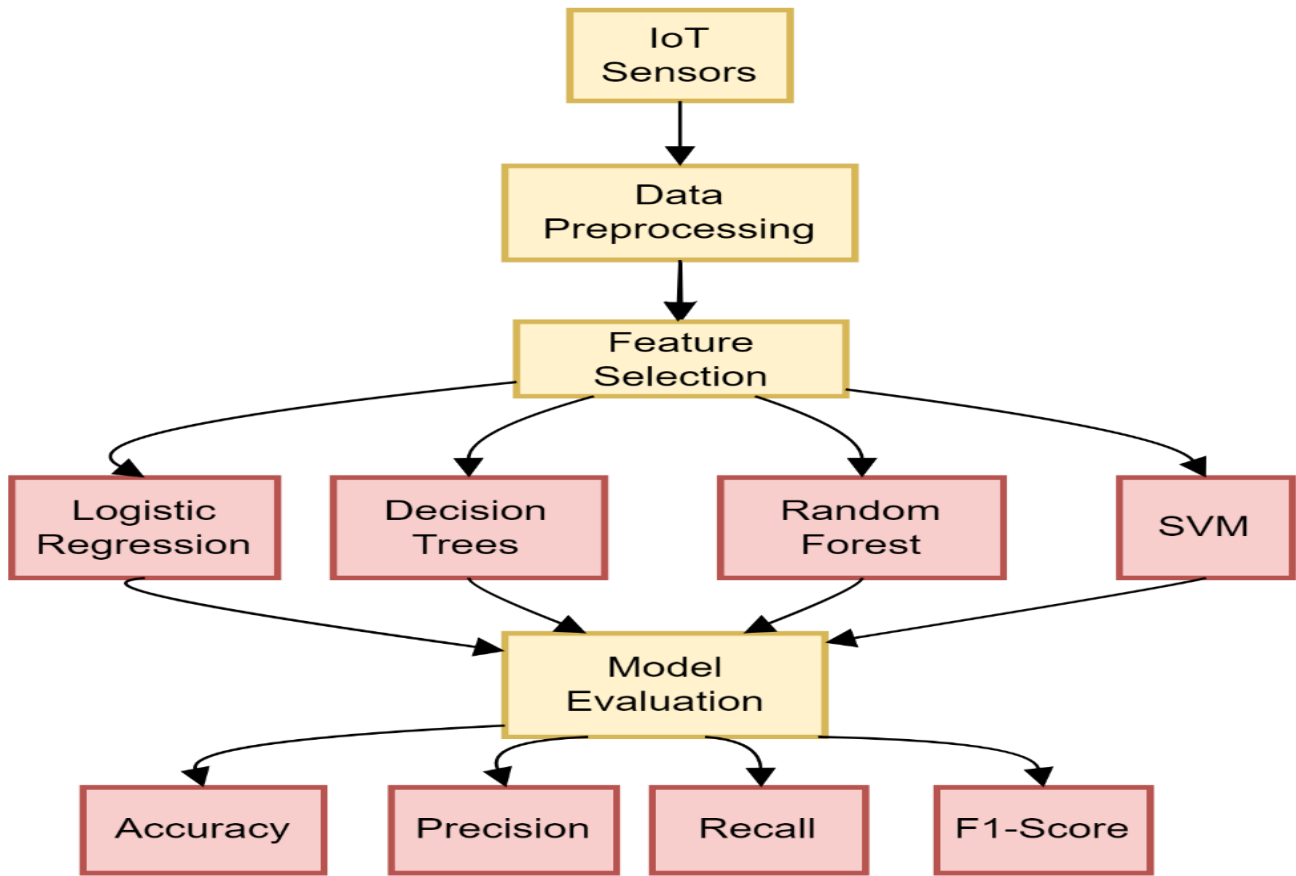 IoT
Sensors
Data
Preprocessing
Feature
Selection
Logistic
Regression
Decision
Trees
Random
Forest
SVM
Model
Evaluation
Accuracy
Precision
Recall
F1-Score